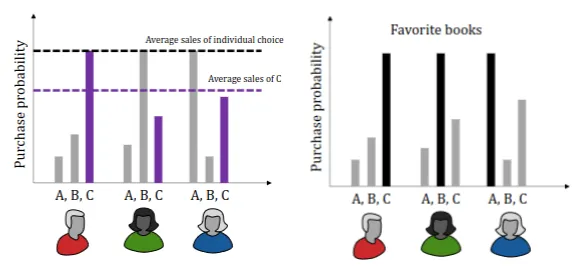 Average sales of individual choice
Average sales of C
Purchase probability
A, B, C A, B, C A, B, C
Favorite books
Purchase probability
A, B, C A, B, C A, B, C